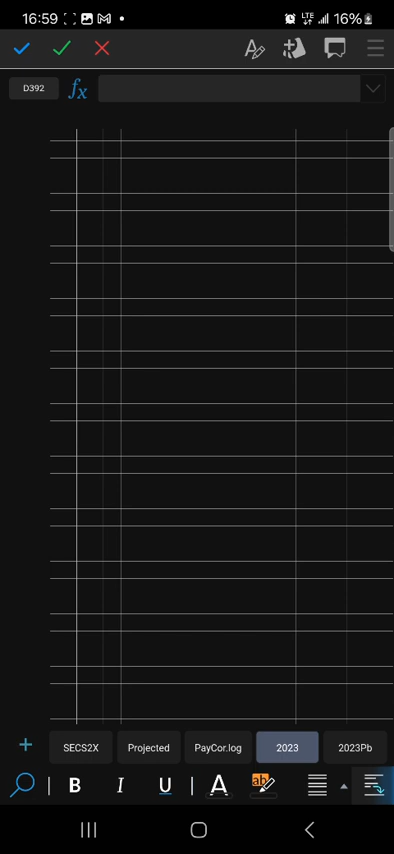 16:59 LTE 16%
D392 fx
SECS2X Projected PayCor.log 2023 2023Pb
B I U A ab